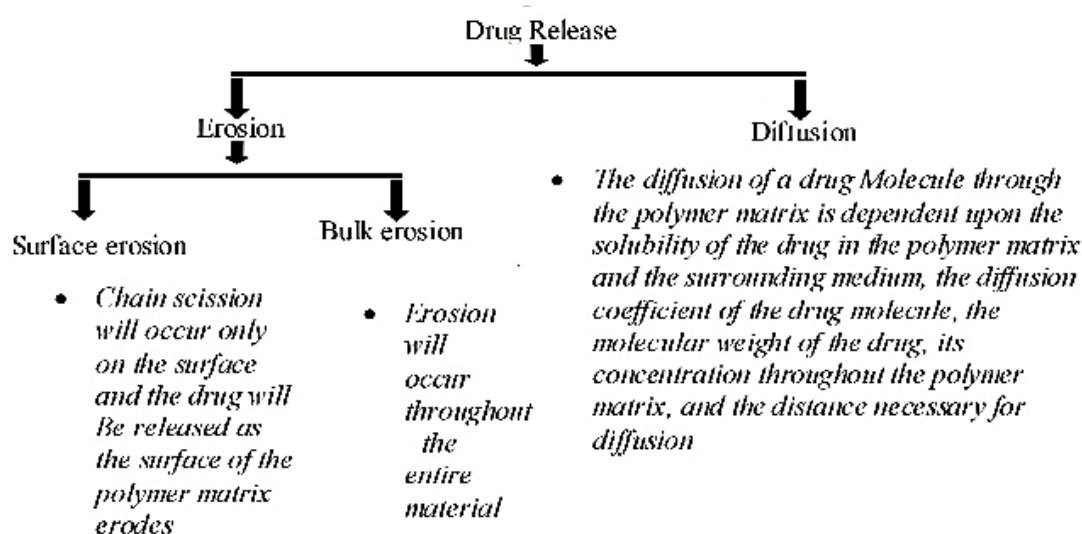 Drug Release
Erosion
Diffusion
Surface erosion
Bulk erosion
• Chain scission
will occur only
on the surface
and the drug will
Be released as
the surface of the
polymer matrix
erodes
• Erosion
will
occur
throughout
the
entire
material
• The diffusion of a drug Molecule through
the polymer matrix is dependent upon the
solubility of the drug in the polymer matrix
and the surrounding medium, the diffusion
coefficient of the drug molecule, the
molecular weight of the drug, its
concentration throughout the polymer
matrix, and the distance necessary for
diffusion